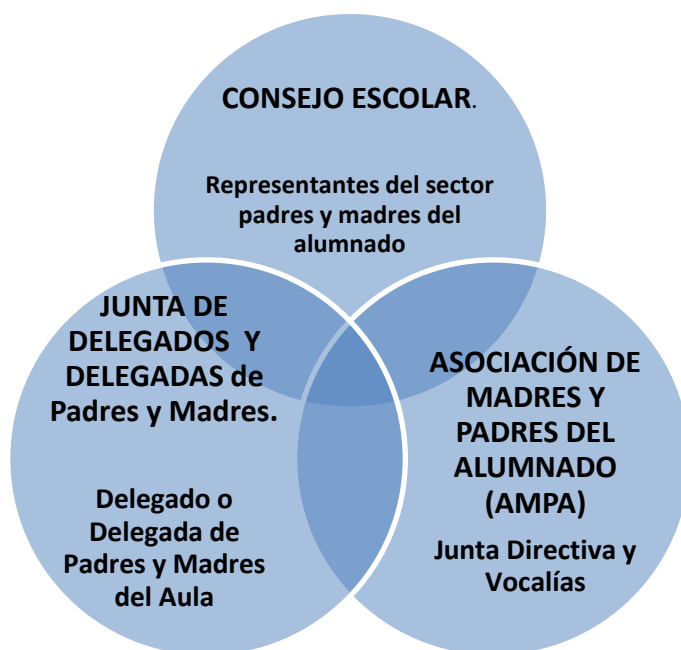 CONSEJO ESCOLAR.
Representantes del sector
padres y madres del
alumnado
JUNTA DE
DELEGADOS Y
DELEGADAS de
Padres y Madres.
Delegado o
Delegada de
Padres y Madres
del Aula
ASOCIACIÓN DE
MADRES Y
PADRES DEL
ALUMNADO
(AMPA)
Junta Directiva y
Vocalías